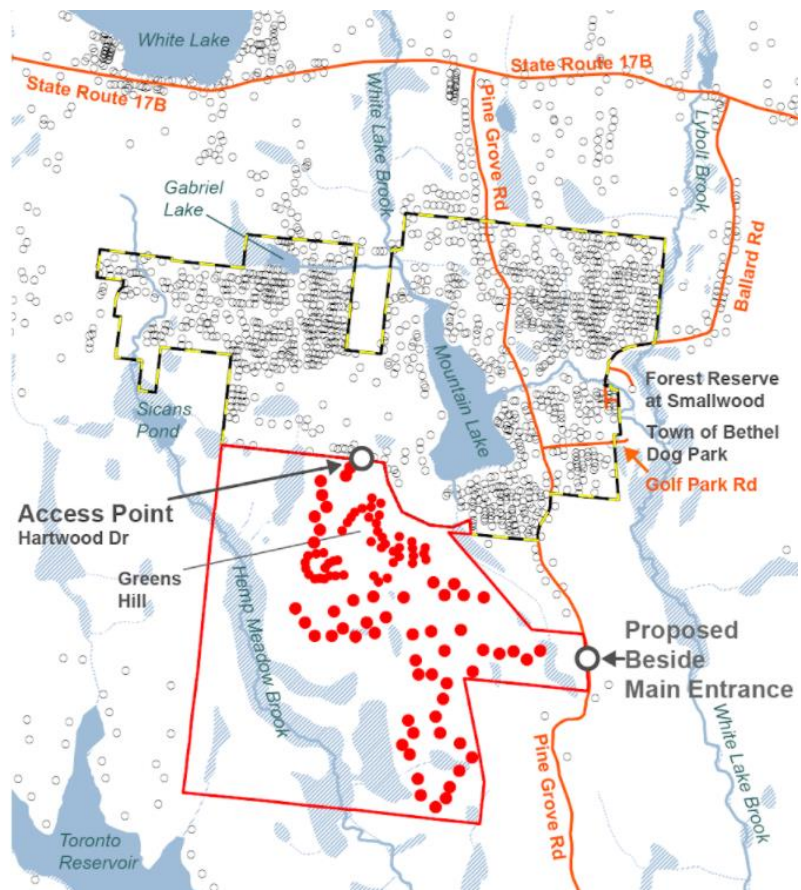 White Lake
State Route 17B
State Route 17B
White Lake Brook
Pine Grove Rd
Lybolt Brook
Gabriel
Lake
Ballard Rd
Mountain Lake
Forest Reserve
at Smallwood
Sicans
Pond
Town of Bethel
Dog Park
Golf Park Rd
Access Point
Hartwood Dr
Greens
Hill
Hemp Meadow Brook
Proposed
Beside
Main Entrance
White Lake Brook
Pine Grove Rd
Toronto
Reservoir